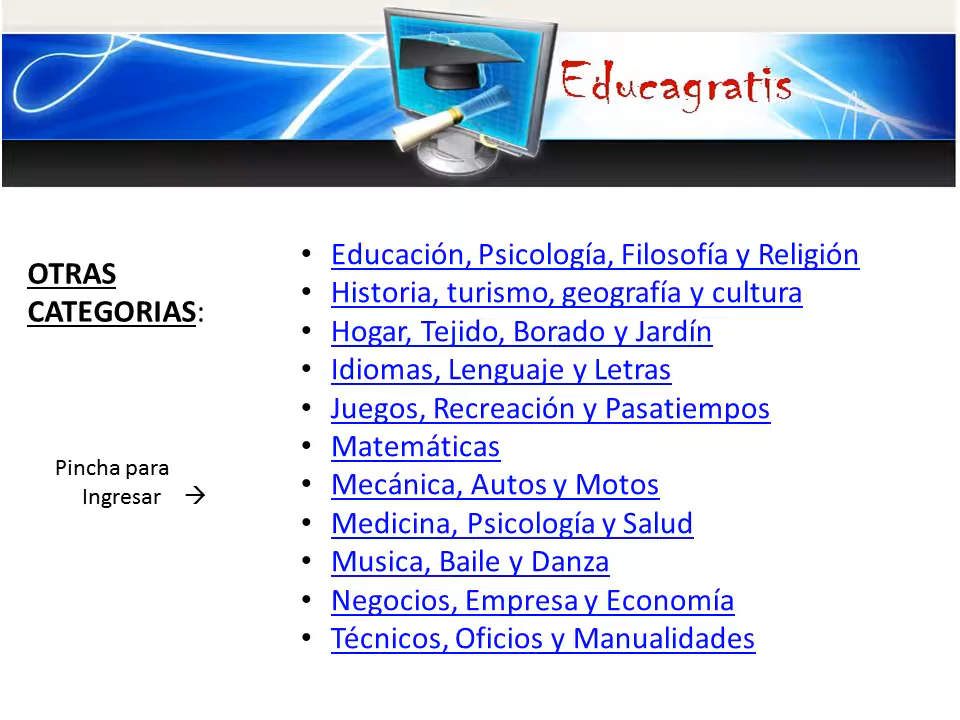 Educagratis
OTRAS
CATEGORIAS:
Pincha para
Ingresar →
• Educación, Psicología, Filosofía y Religión
• Historia, turismo, geografía y cultura
• Hogar, Tejido, Borado y Jardín
• Idiomas, Lenguaje y Letras
• Juegos, Recreación y Pasatiempos
• Matemáticas
• Mecánica, Autos y Motos
• Medicina, Psicología y Salud
• Musica, Baile y Danza
• Negocios, Empresa y Economía
• Técnicos, Oficios y Manualidades